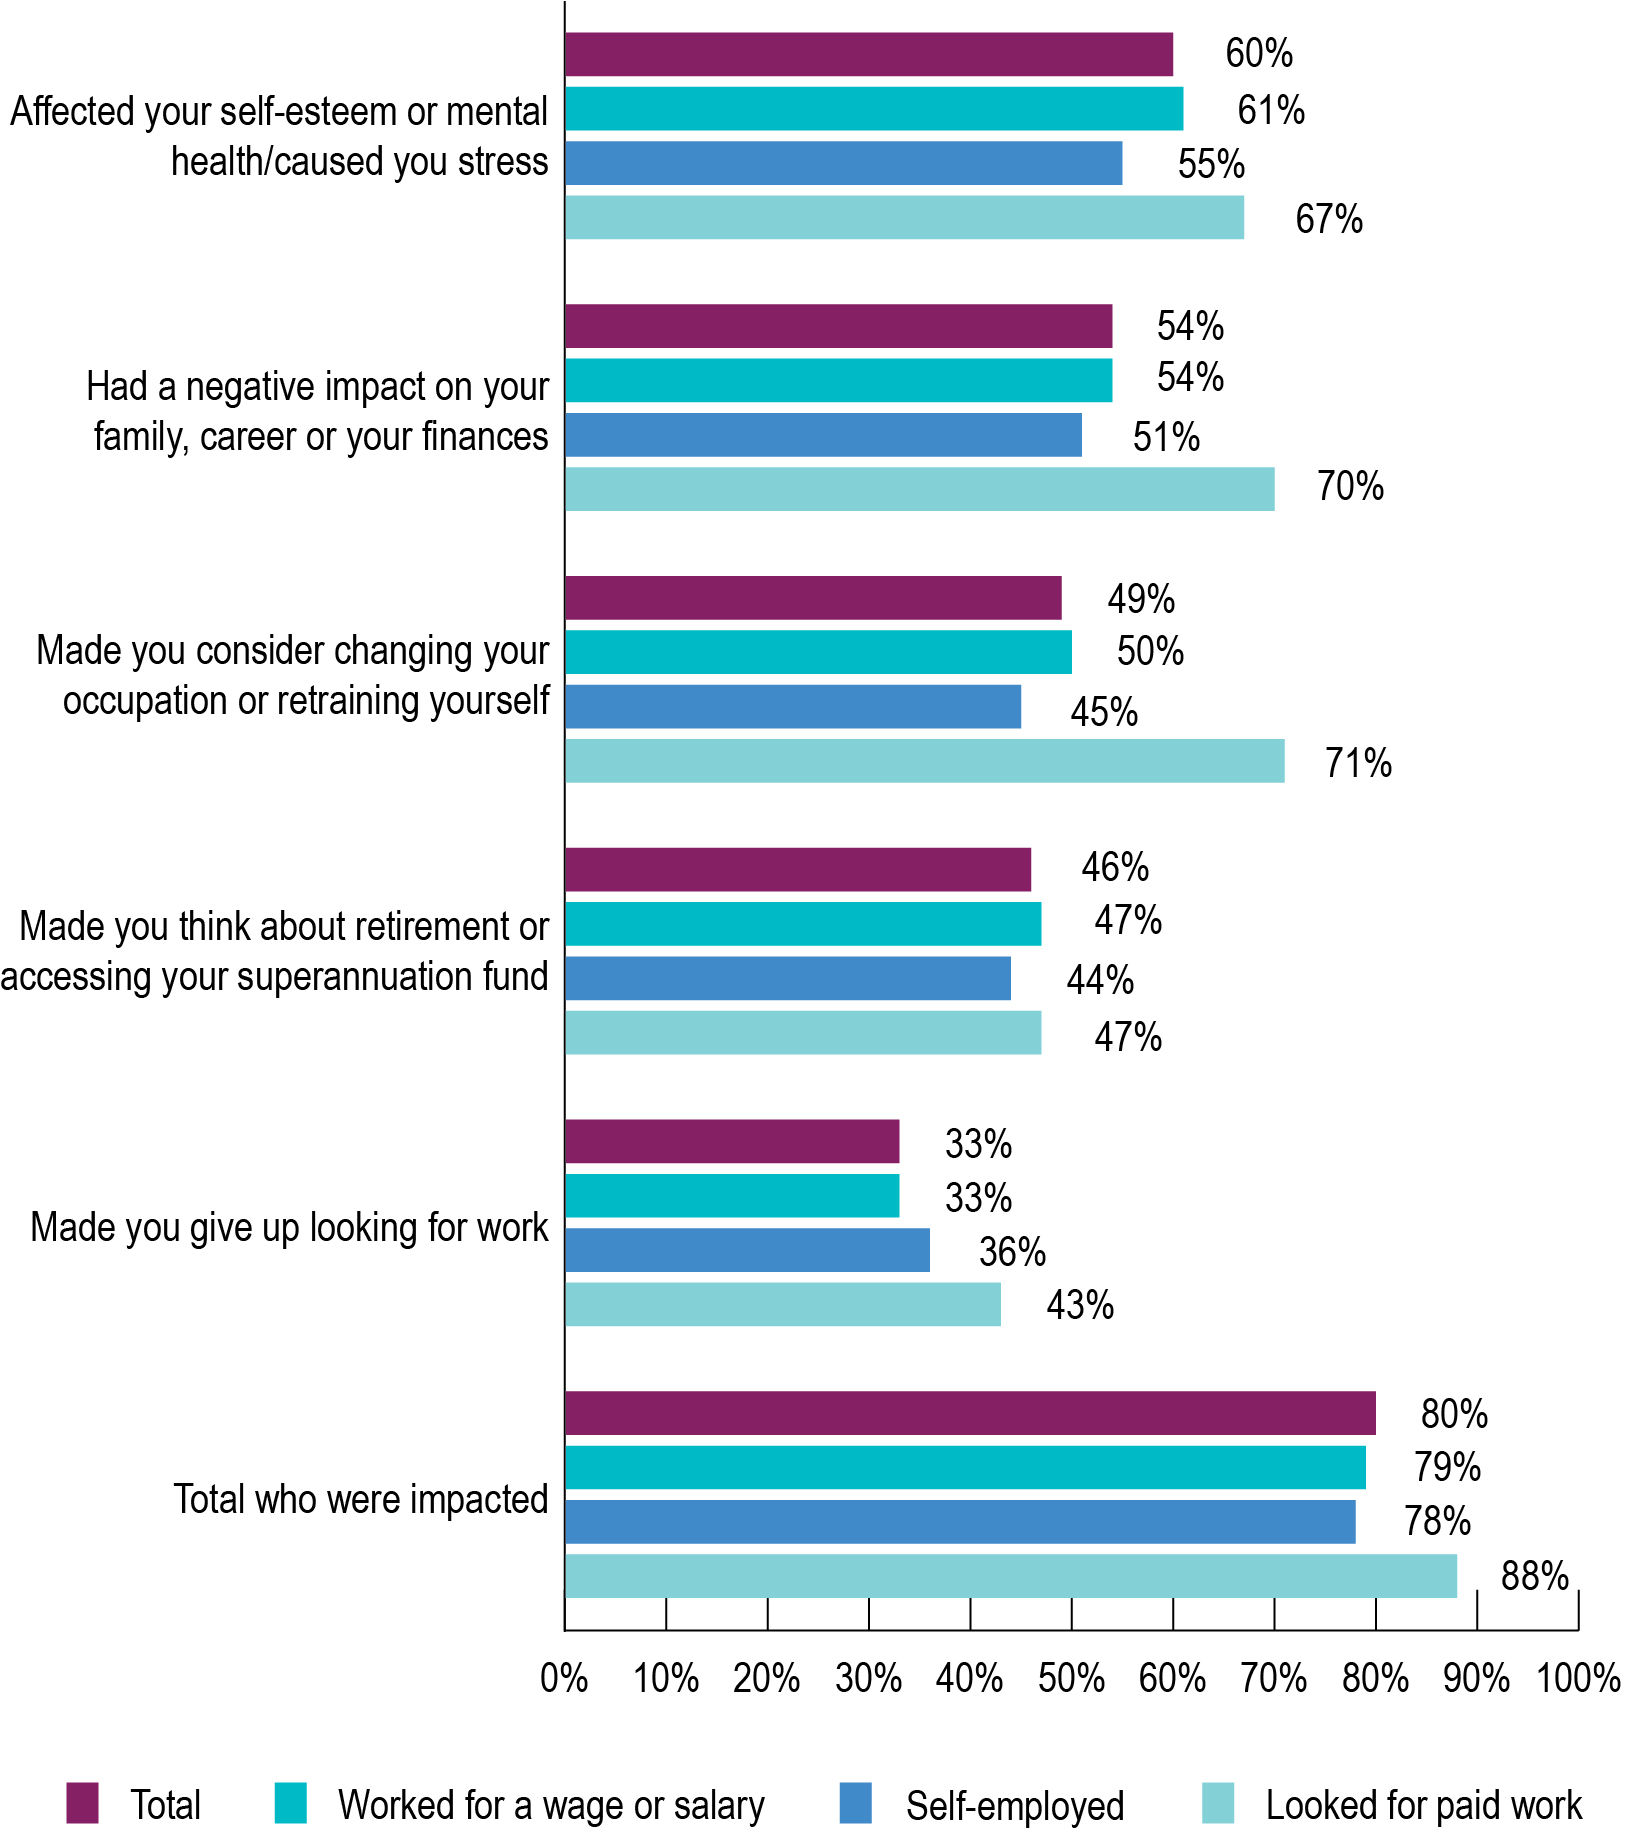 60%
61%
Affected your self-esteem or mental
health/caused you stress
55%
67%
54%
54%
Had a negative impact on your
family, career or your finances
51%
70%
49%
50%
Made you consider changing your
occupation or retraining yourself
45%
71%
46%
47%
Made you think about retirement or
accessing your superannuation fund
44%
47%
33%
33%
Made you give up looking for work
36%
43%
80%
79%
Total who were impacted
78%
88%
0% 10% 20% 30% 40% 50% 60% 70% 80% 90% 100%
Total Worked for a wage or salary Self-employed Looked for paid work